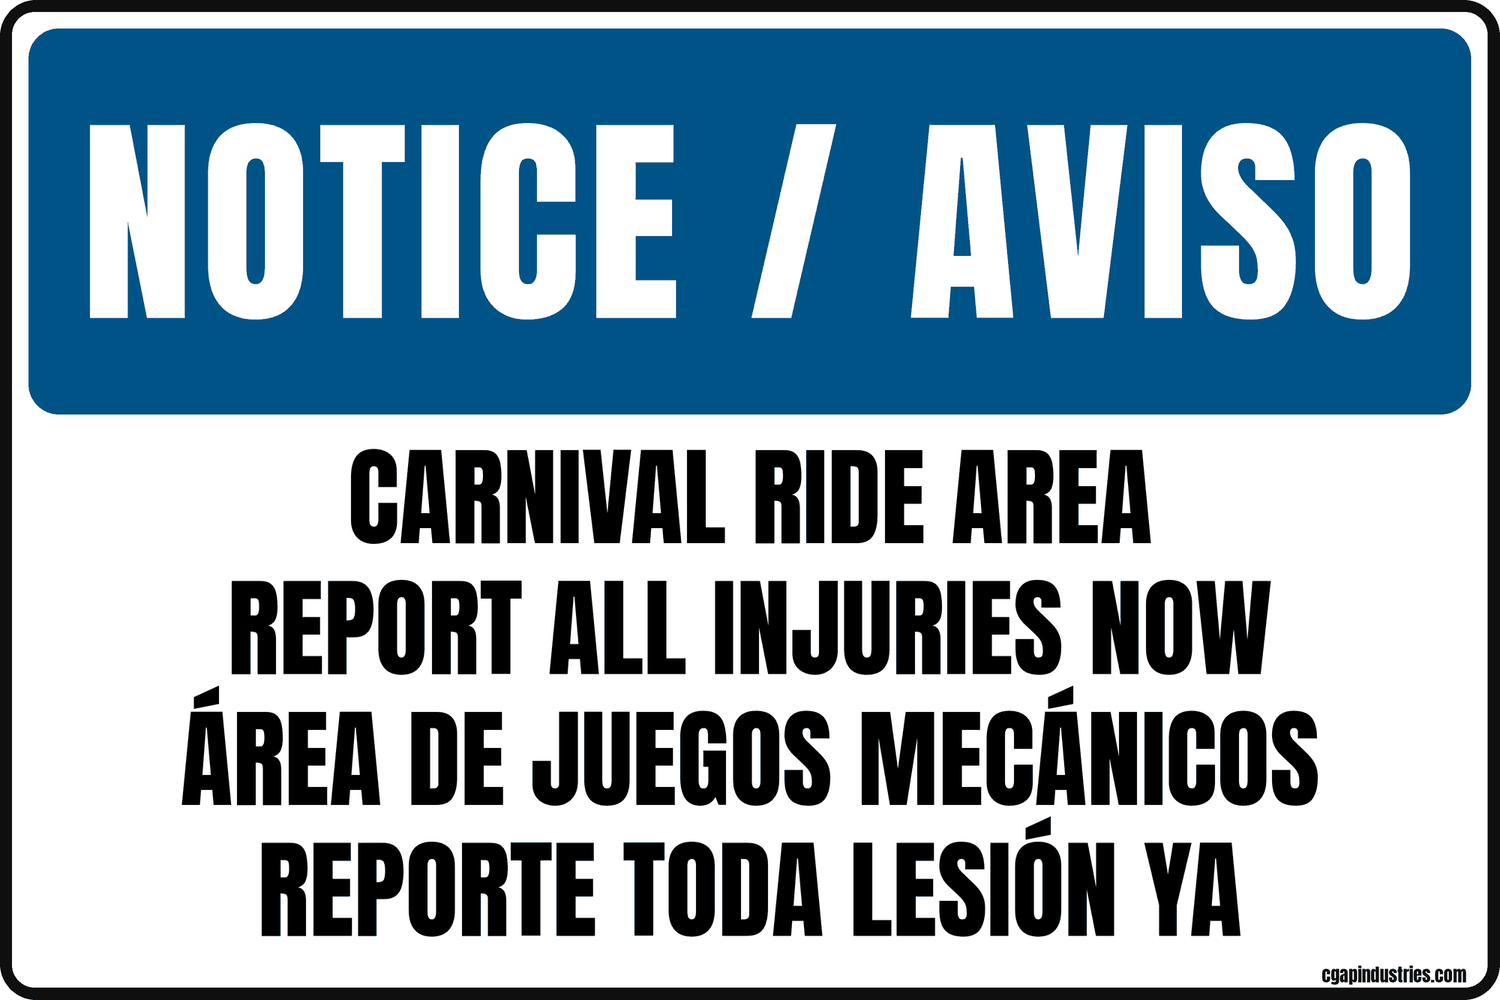 NOTICE / AVISO
CARNIVAL RIDE AREA
REPORT ALL INJURIES NOW
ÁREA DE JUEGOS MECÁNICOS
REPORTE TODA LESIÓN YA
cgapindustries.com